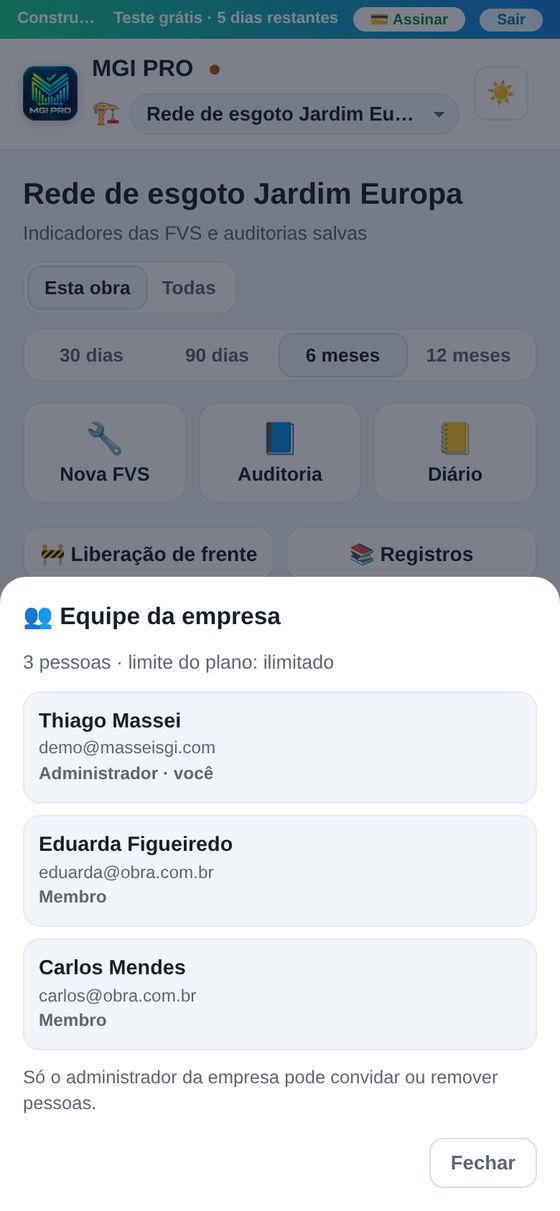 Constru…
Teste grátis · 5 dias restantes
💳 Assinar
Sair
MGI PRO
MGI PRO
🏗️ Rede de esgoto Jardim Eu…
Rede de esgoto Jardim Europa
Indicadores das FVS e auditorias salvas
Esta obra
Todas
30 dias
90 dias
6 meses
12 meses
Nova FVS
Auditoria
Diário
🚧 Liberação de frente
📚 Registros
👥 Equipe da empresa
3 pessoas · limite do plano: ilimitado
Thiago Massei
demo@masseisgi.com
Administrador · você
Eduarda Figueiredo
eduarda@obra.com.br
Membro
Carlos Mendes
carlos@obra.com.br
Membro
Só o administrador da empresa pode convidar ou remover
pessoas.
Fechar